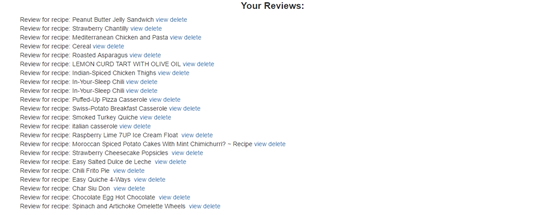 Your Reviews:
Review for recipe: Peanut Butter Jelly Sandwich view delete
Review for recipe: Strawberry Chantilly view delete
Review for recipe: Mediterranean Chicken and Pasta view delete
Review for recipe: Cereal view delete
Review for recipe: Roasted Asparagus view delete
Review for recipe: LEMON CURD TART WITH OLIVE OIL view delete
Review for recipe: Indian-Spiced Chicken Thighs view delete
Review for recipe: In-Your-Sleep Chili view delete
Review for recipe: In-Your-Sleep Chili view delete
Review for recipe: Puffed-Up Pizza Casserole view delete
Review for recipe: Swiss-Potato Breakfast Casserole view delete
Review for recipe: Smoked Turkey Quiche view delete
Review for recipe: italian casserole view delete
Review for recipe: Raspberry Lime 7UP Ice Cream Float view delete
Review for recipe: Moroccan Spiced Potato Cakes With Mint Chimichurri? ~ Recipe view delete
Review for recipe: Strawberry Cheesecake Popsicles view delete
Review for recipe: Easy Salted Dulce de Leche view delete
Review for recipe: Chili Frito Pie view delete
Review for recipe: Easy Quiche 4-Ways view delete
Review for recipe: Char Siu Don view delete
Review for recipe: Chocolate Egg Hot Chocolate view delete
Review for recipe: Spinach and Artichoke Omelette Wheels view delete